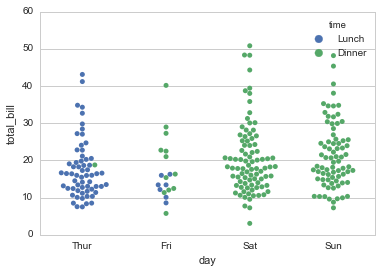 60
50
40
30
20
10
0
total_bill
time
Lunch
Dinner
Thur Fri Sat Sun
day